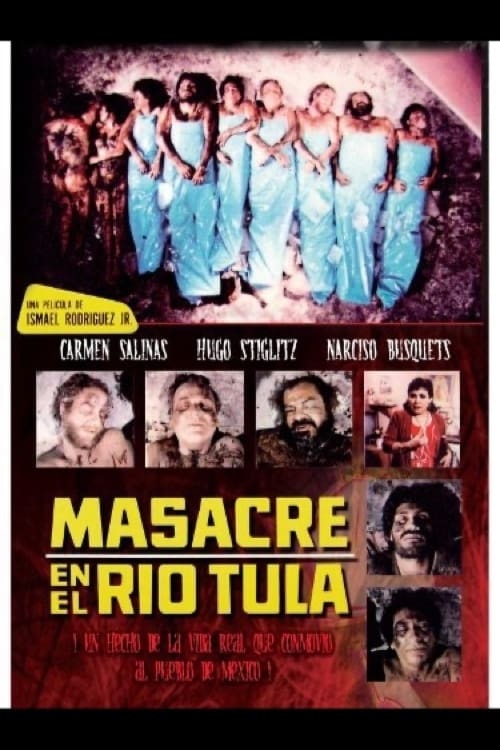 UNA PELICULA DE
ISMAEL RODRIGUEZ JR.
CARMEN SALINAS HUGO STIGLITZ NARCISO BUSQUETS
MASACRE
EN EL RIO TULA
¡ UN HECHO DE LA VIDA REAL QUE CONMOVIO
AL PUEBLO DE MEXICO !